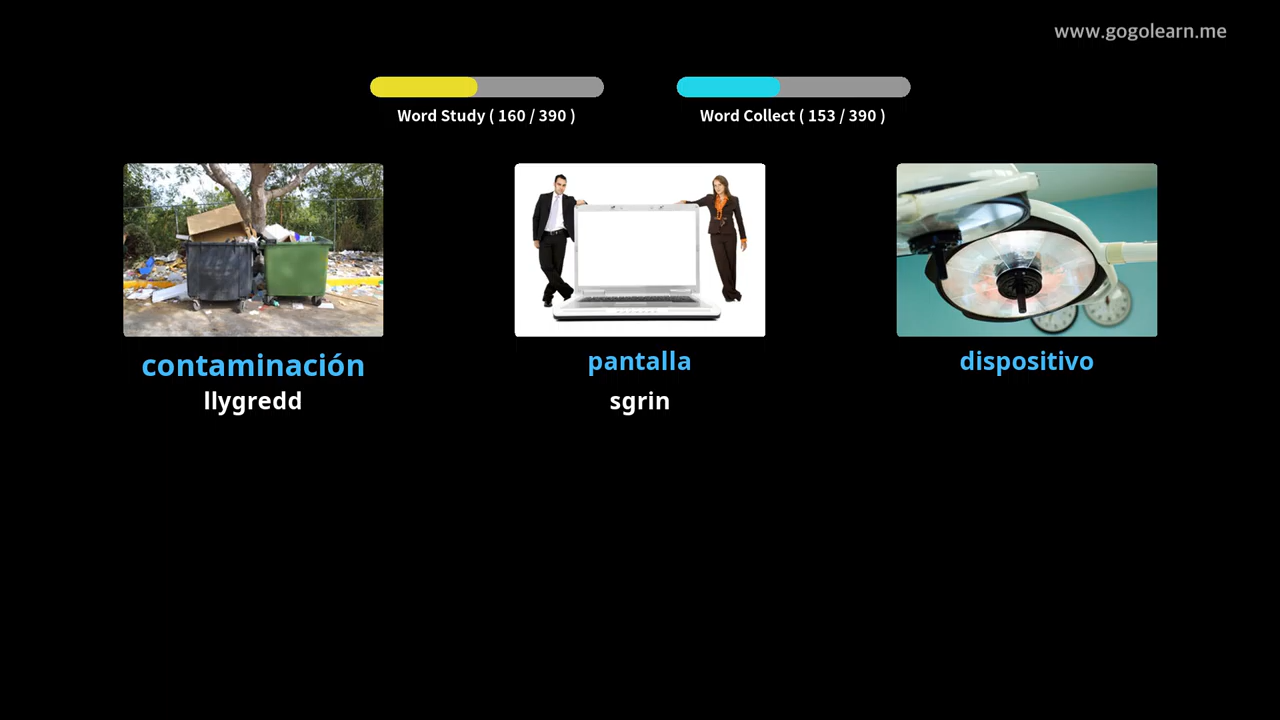 www.gogolearn.me
Word Study ( 160 / 390 )
Word Collect ( 153 / 390 )
contaminación
llygredd
pantalla
sgrin
dispositivo